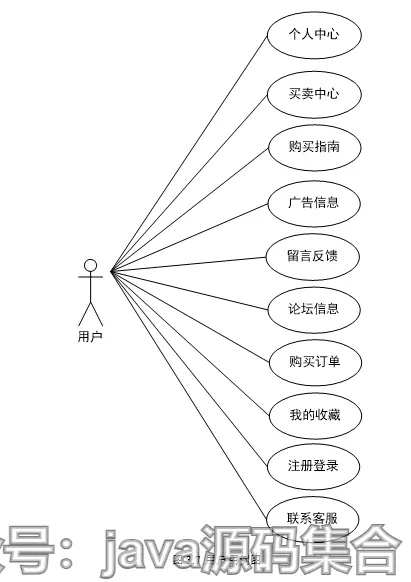 个人中心
买卖中心
购买指南
广告信息
留言反馈
用户
论坛信息
购买订单
我的收藏
注册登录
联系客服
众号：java源码集合